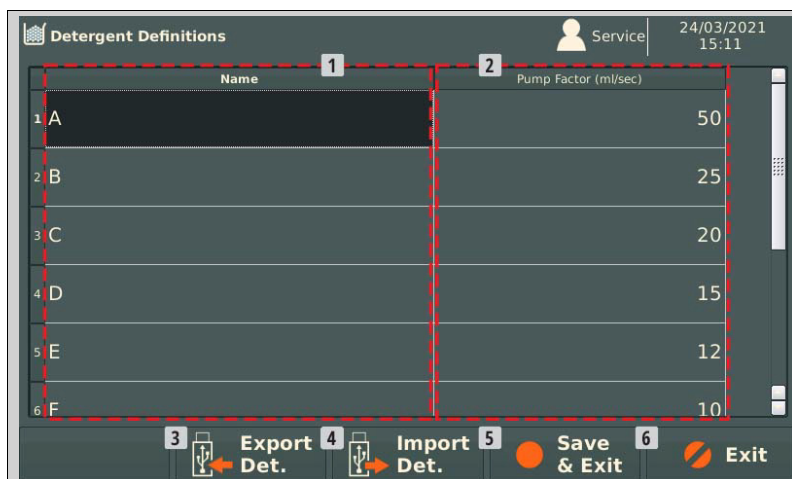 Detergent Definitions
Service
24/03/2021
15:11
1
2
Name
Pump Factor (ml/sec)
1 A 50
2 B 25
3 C 20
4 D 15
5 E 12
6 F 10
3 Export Det.
4 Import Det.
5 Save & Exit
6 Exit